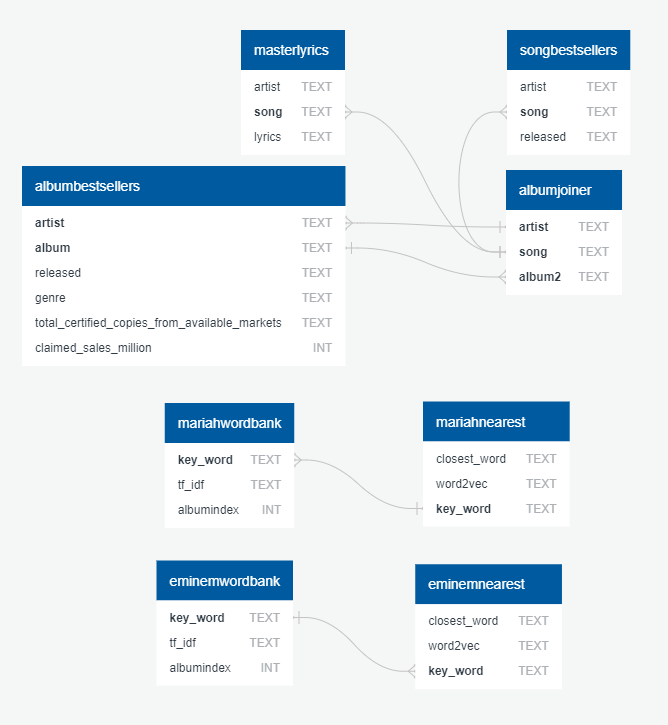 masterlyrics
artist TEXT
song TEXT
lyrics TEXT
songbestsellers
artist TEXT
song TEXT
released TEXT
albumbestsellers
artist TEXT
album TEXT
released TEXT
genre TEXT
total_certified_copies_from_available_markets TEXT
claimed_sales_million INT
albumjoiner
artist TEXT
song TEXT
album2 TEXT
mariahwordbank
key_word TEXT
tf_idf TEXT
albumindex INT
mariahnearest
closest_word TEXT
word2vec TEXT
key_word TEXT
eminemwordbank
key_word TEXT
tf_idf TEXT
albumindex INT
eminemnearest
closest_word TEXT
word2vec TEXT
key_word TEXT